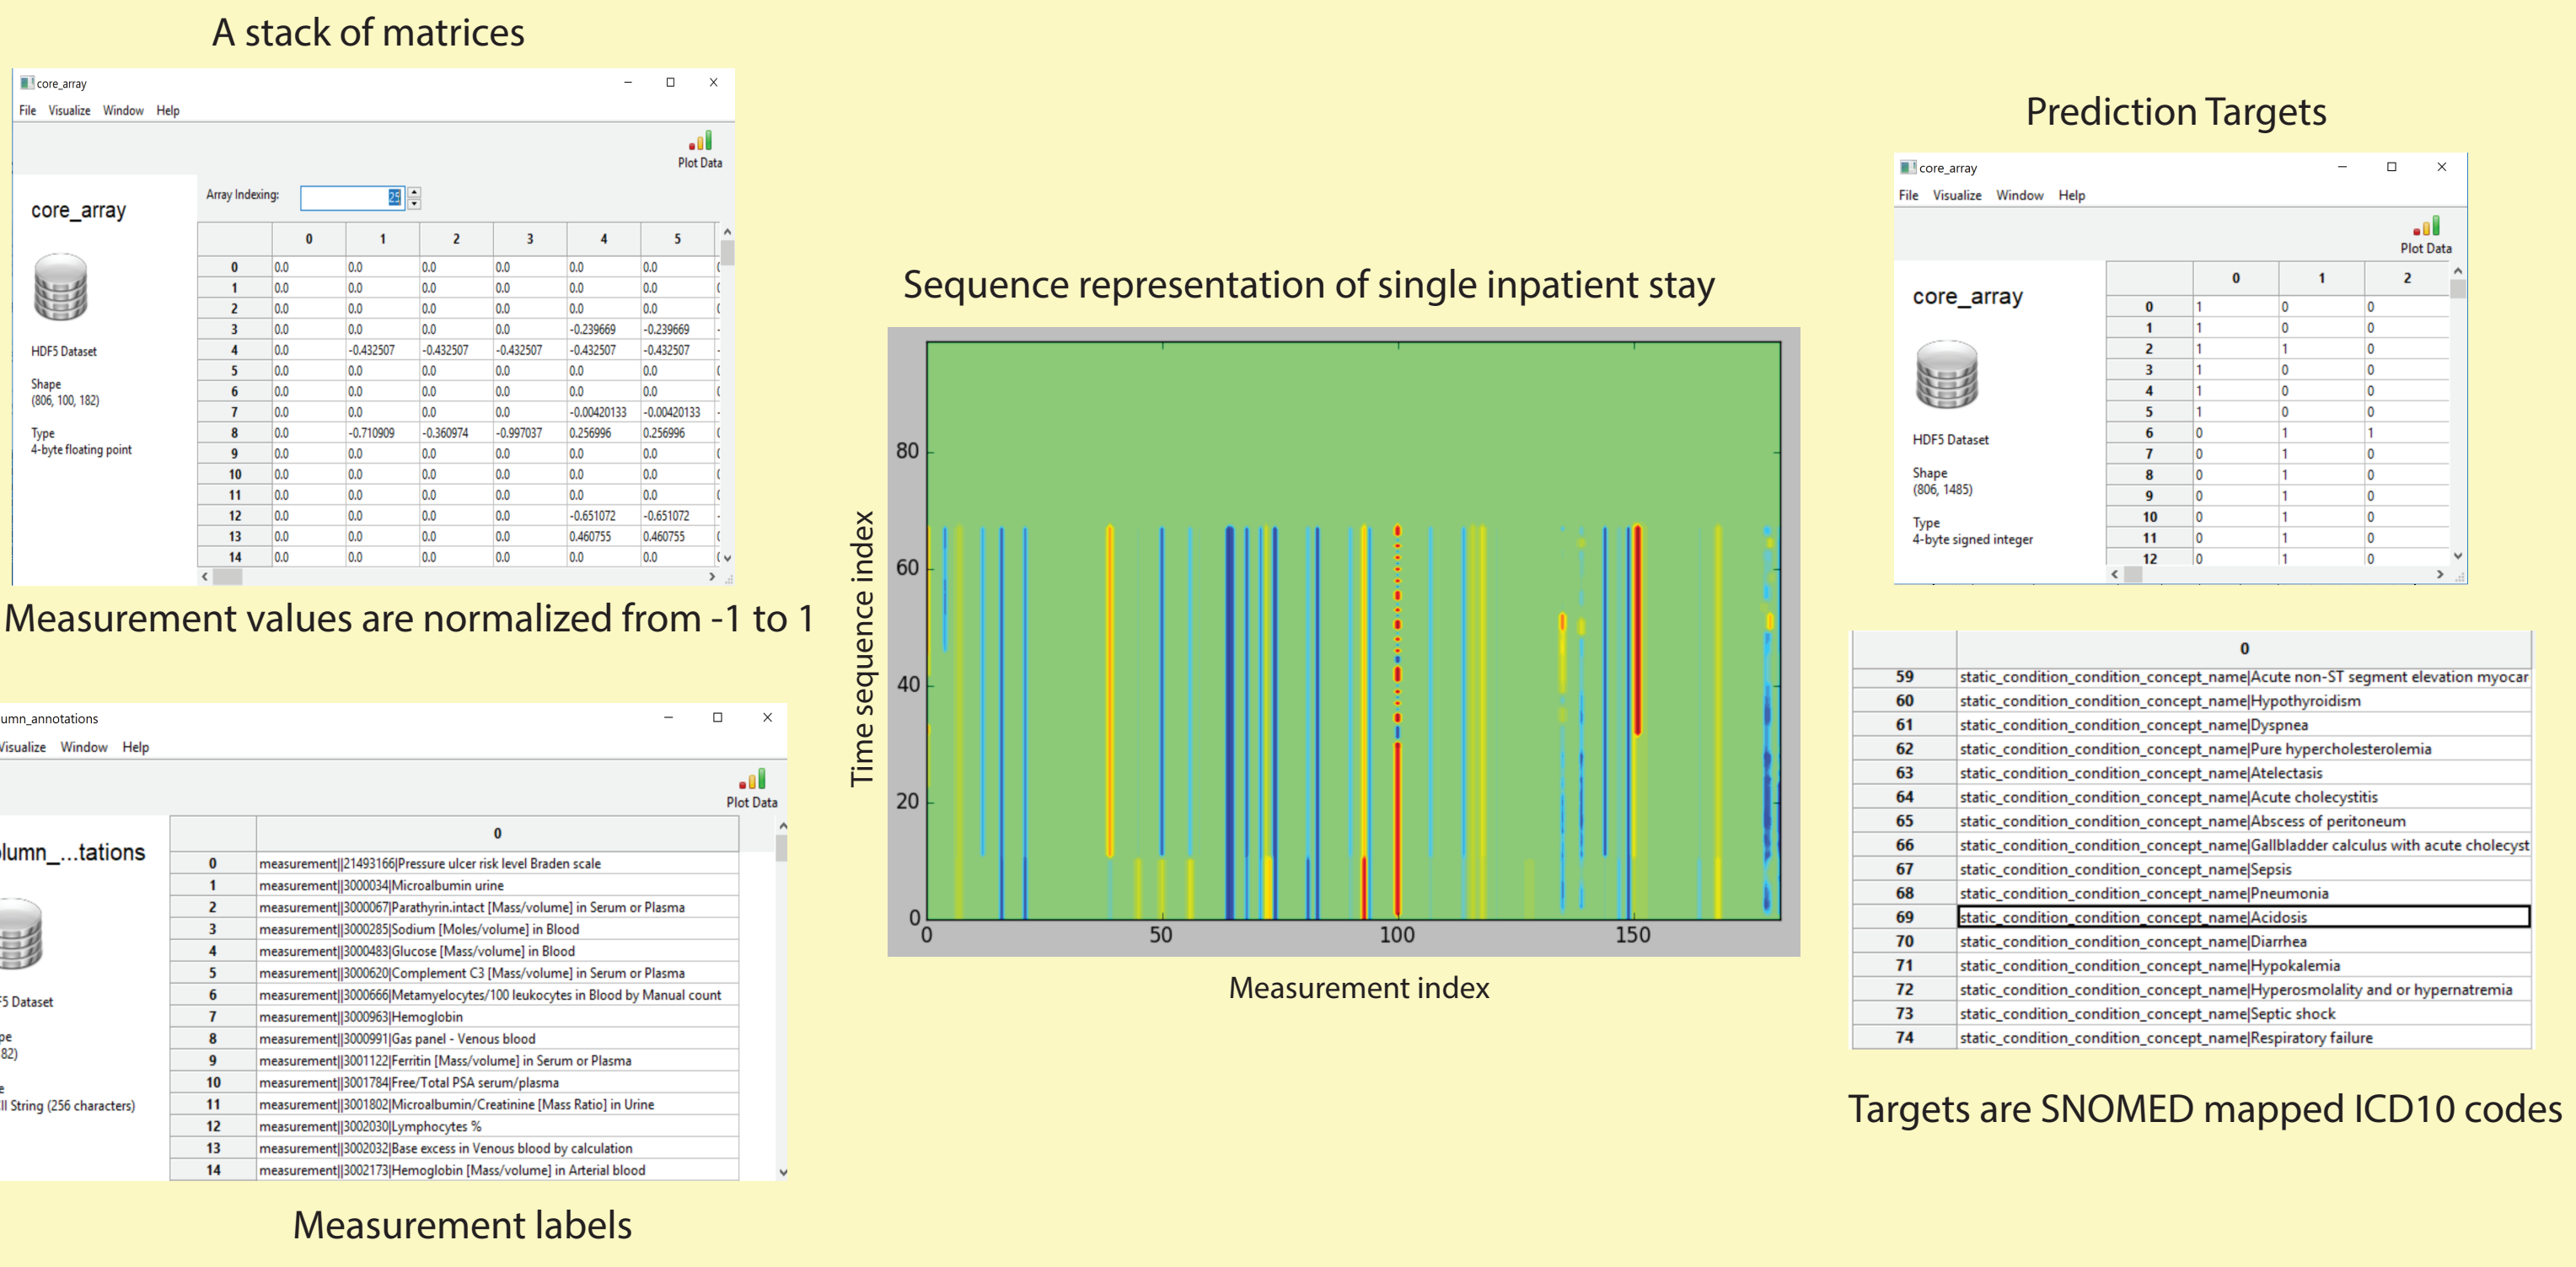 A stack of matrices
core_array
File Visualize Window Help
Plot Data
Array Indexing: 25
core_array
HDF5 Dataset
Shape
(806, 100, 182)
Type
4-byte floating point
0 1 2 3 4 5
0 0.0 0.0 0.0 0.0 0.0 0.0
1 0.0 0.0 0.0 0.0 0.0 0.0
2 0.0 0.0 0.0 0.0 0.0 0.0
3 0.0 0.0 0.0 0.0 -0.239669 -0.239669
4 0.0 -0.432507 -0.432507 -0.432507 -0.432507 -0.432507
5 0.0 0.0 0.0 0.0 0.0 0.0
6 0.0 0.0 0.0 0.0 0.0 0.0
7 0.0 0.0 0.0 0.0 -0.00420133 -0.00420133
8 0.0 -0.710909 -0.360974 -0.997037 0.256996 0.256996
9 0.0 0.0 0.0 0.0 0.0 0.0
10 0.0 0.0 0.0 0.0 0.0 0.0
11 0.0 0.0 0.0 0.0 0.0 0.0
12 0.0 0.0 0.0 0.0 -0.651072 -0.651072
13 0.0 0.0 0.0 0.0 0.460755 0.460755
14 0.0 0.0 0.0 0.0 0.0 0.0
Measurement values are normalized from -1 to 1
umn_annotations
Visualize Window Help
Plot Data
lumn_...tations
F5 Dataset
pe
82)
e
II String (256 characters)
0
0 measurement||21493166|Pressure ulcer risk level Braden scale
1 measurement||3000034|Microalbumin urine
2 measurement||3000067|Parathyrin.intact [Mass/volume] in Serum or Plasma
3 measurement||3000285|Sodium [Moles/volume] in Blood
4 measurement||3000483|Glucose [Mass/volume] in Blood
5 measurement||3000620|Complement C3 [Mass/volume] in Serum or Plasma
6 measurement||3000666|Metamyelocytes/100 leukocytes in Blood by Manual count
7 measurement||3000963|Hemoglobin
8 measurement||3000991|Gas panel - Venous blood
9 measurement||3001122|Ferritin [Mass/volume] in Serum or Plasma
10 measurement||3001784|Free/Total PSA serum/plasma
11 measurement||3001802|Microalbumin/Creatinine [Mass Ratio] in Urine
12 measurement||3002030|Lymphocytes %
13 measurement||3002032|Base excess in Venous blood by calculation
14 measurement||3002173|Hemoglobin [Mass/volume] in Arterial blood
Measurement labels
Sequence representation of single inpatient stay
Time sequence index
80
60
40
20
0
0 50 100 150
Measurement index
Prediction Targets
core_array
File Visualize Window Help
Plot Data
core_array
HDF5 Dataset
Shape
(806, 1485)
Type
4-byte signed integer
0 1 2
0 1 0 0
1 1 0 0
2 1 1 0
3 1 0 0
4 1 0 0
5 1 0 0
6 0 1 1
7 0 1 0
8 0 1 0
9 0 1 0
10 0 1 0
11 0 1 0
12 0 1 0
0
59 static_condition_condition_concept_name|Acute non-ST segment elevation myocar
60 static_condition_condition_concept_name|Hypothyroidism
61 static_condition_condition_concept_name|Dyspnea
62 static_condition_condition_concept_name|Pure hypercholesterolemia
63 static_condition_condition_concept_name|Atelectasis
64 static_condition_condition_concept_name|Acute cholecystitis
65 static_condition_condition_concept_name|Abscess of peritoneum
66 static_condition_condition_concept_name|Gallbladder calculus with acute cholecyst
67 static_condition_condition_concept_name|Sepsis
68 static_condition_condition_concept_name|Pneumonia
69 static_condition_condition_concept_name|Acidosis
70 static_condition_condition_concept_name|Diarrhea
71 static_condition_condition_concept_name|Hypokalemia
72 static_condition_condition_concept_name|Hyperosmolality and or hypernatremia
73 static_condition_condition_concept_name|Septic shock
74 static_condition_condition_concept_name|Respiratory failure
Targets are SNOMED mapped ICD10 codes